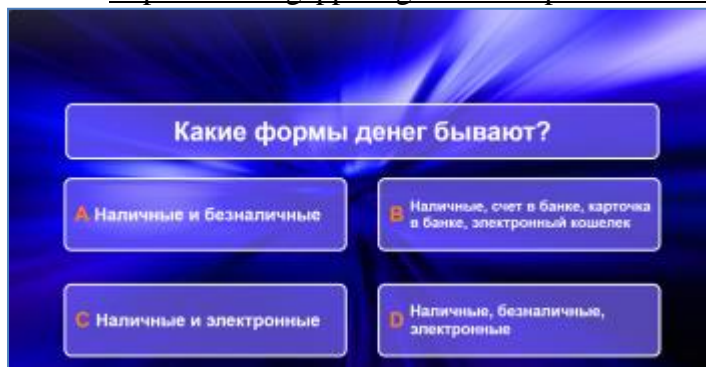 Какие формы денег бывают?
A Наличные и безналичные
B Наличные, счет в банке, карточка
в банке, электронный кошелек
C Наличные и электронные
D Наличные, безналичные,
электронные